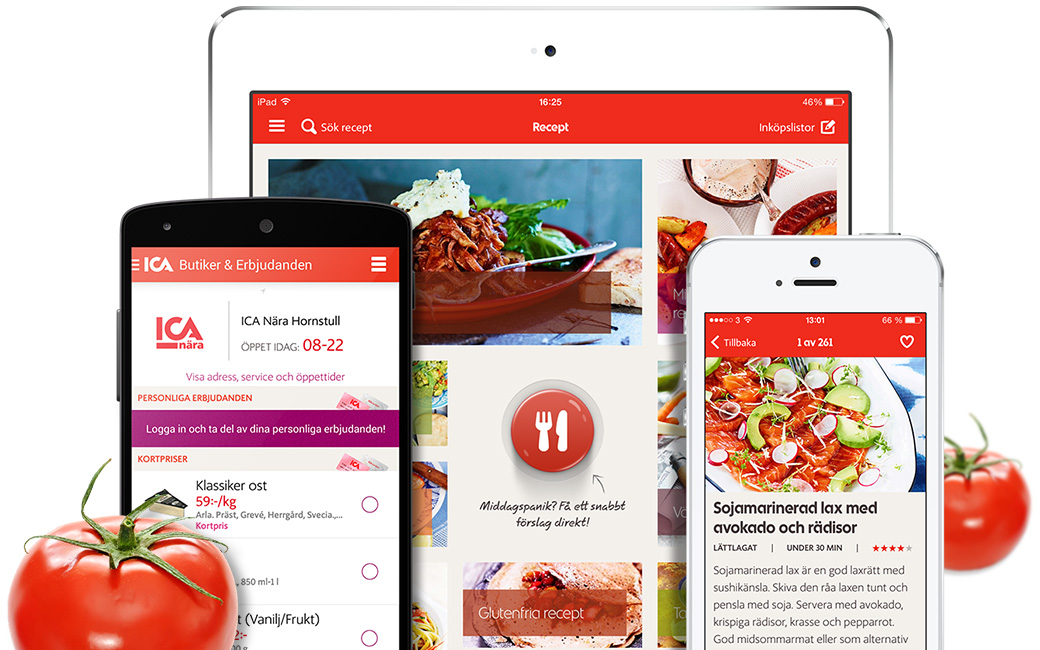 iPad
16:25
46%
Sök recept
Recept
Inköpslistor
Middagspanik? Få ett snabbt
förslag direkt!
Glutenfria recept
ICA Butiker & Erbjudanden
ICA
nära
ICA Nära Hornstull
ÖPPET IDAG: 08-22
Visa adress, service och öppettider
PERSONLIGA ERBJUDANDEN
ICA
Logga in och ta del av dina personliga erbjudanden!
KORTPRISER
ICA
Klassiker ost
59:-/kg
Arla. Präst, Grevé, Herrgård, Svecia.,...
Kortpris
, 850 ml-1 l
(Vanilj/Frukt)
3
13:01
66 %
Tillbaka
1 av 261
Sojamarinerad lax med
avokado och rädisor
LÄTTLAGAT | UNDER 30 MIN | ★★★★★
Sojamarinerad lax är en god laxrätt med
sushikänsla. Skiva den råa laxen tunt och
pensla med soja. Servera med avokado,
krispiga rädisor, krasse och pepparrot.
God midsommarmat eller som alternativ